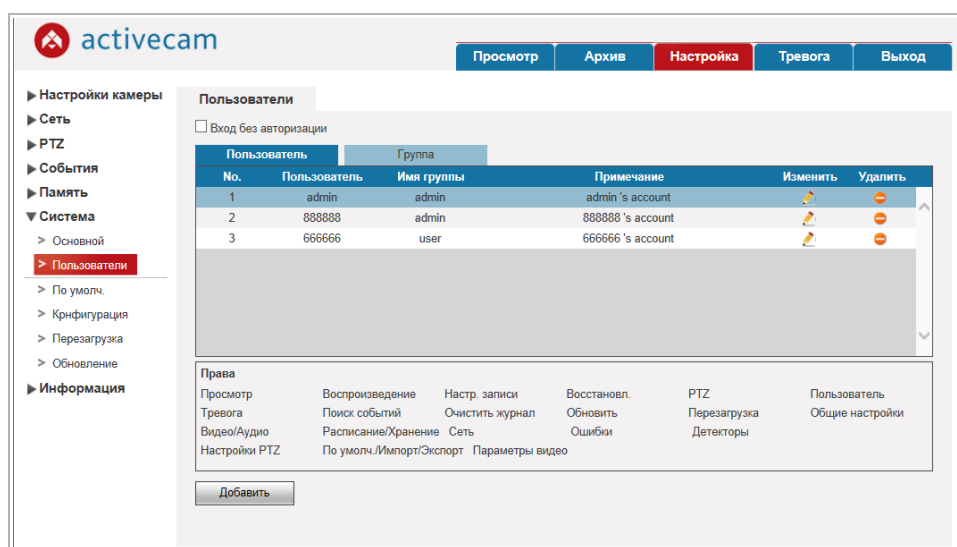 activecam
Просмотр Архив Настройка Тревога Выход
Настройки камеры
Сеть
PTZ
События
Память
Система
> Основной
> Пользователи
> По умолч.
> Крнфигурация
> Перезагрузка
> Обновление
Информация
Пользователи
Вход без авторизации
Пользователь Группа
No. Пользователь Имя группы Примечание Изменить Удалить
1 admin admin admin 's account
2 888888 admin 888888 's account
3 666666 user 666666 's account
Права
Просмотр Воспроизведение Настр. записи Восстановл. PTZ Пользователь
Тревога Поиск событий Очистить журнал Обновить Перезагрузка Общие настройки
Видео/Аудио Расписание/Хранение Сеть Ошибки Детекторы
Настройки PTZ По умолч./Импорт/Экспорт Параметры видео
Добавить